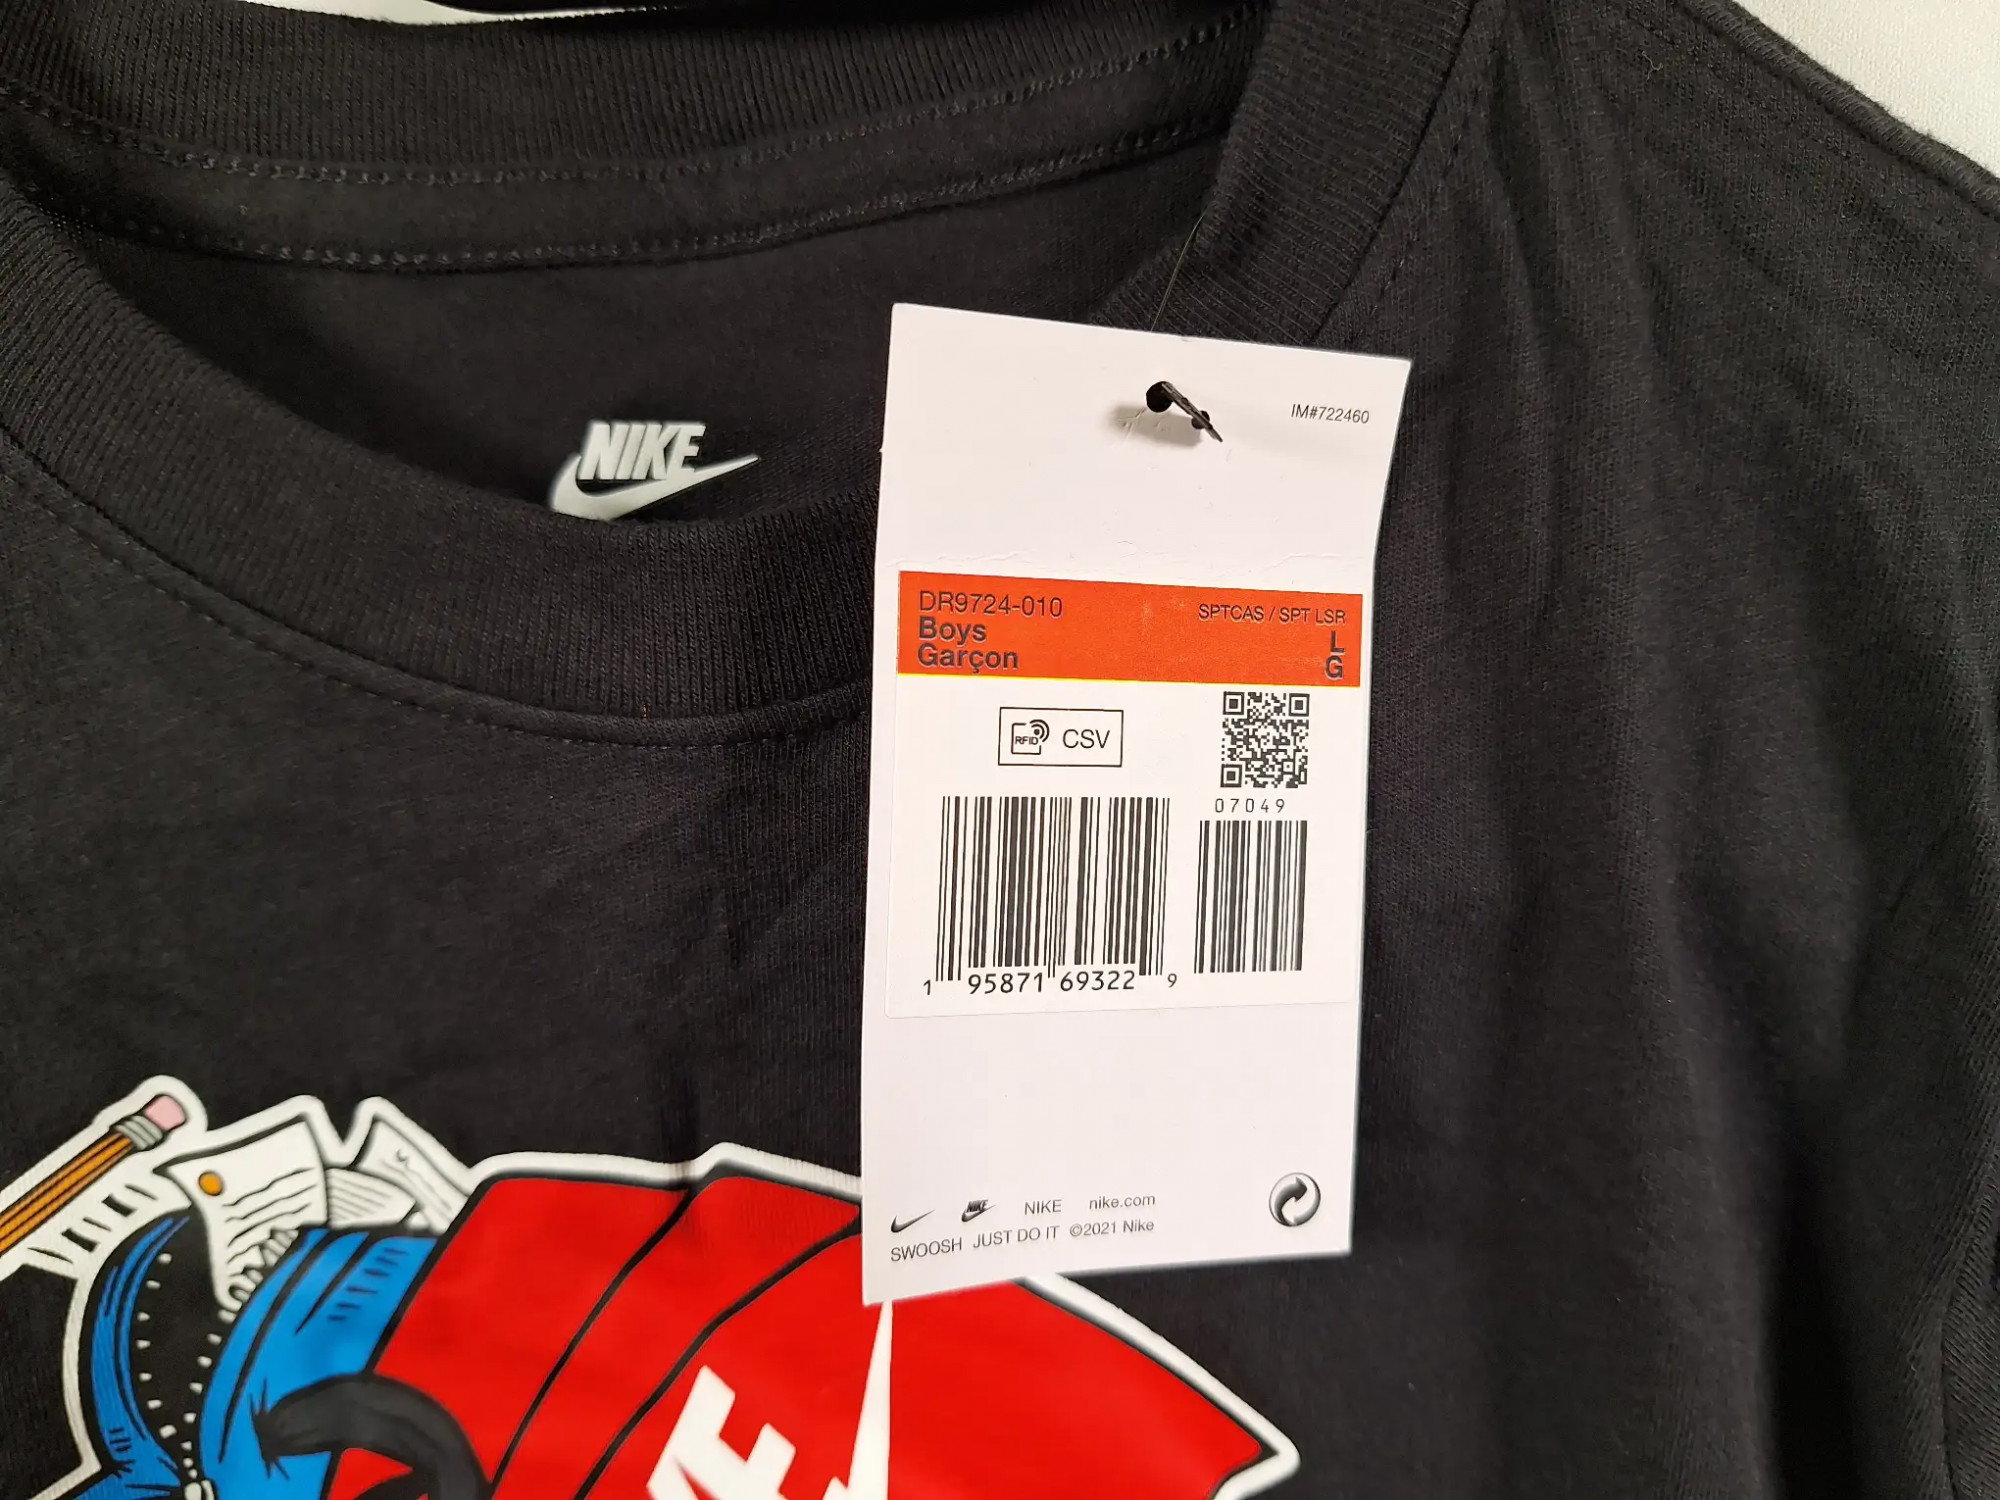 NIKE
IM#722460
DR9724-010
SPTCAS / SPT LSR
Boys
L
Garçon
G
RFID CSV
07049
1 95871 69322 9
NIKE NIKE nike.com
SWOOSH JUST DO IT ©2021 Nike